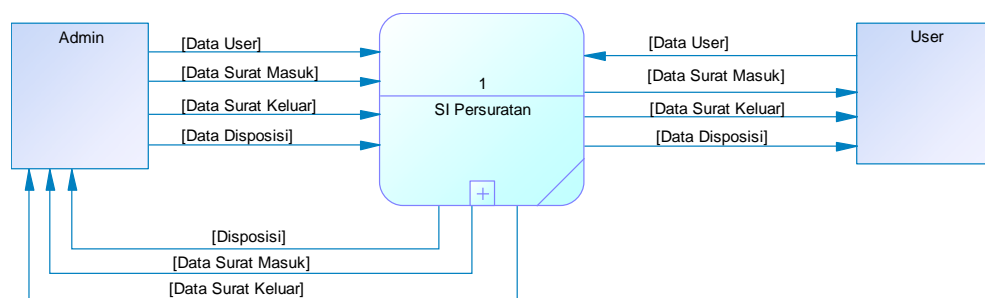 Admin
[Data User]
[Data Surat Masuk]
[Data Surat Keluar]
[Data Disposisi]
1
SI Persuratan
[Data User]
[Data Surat Masuk]
[Data Surat Keluar]
[Data Disposisi]
User
[Disposisi]
[Data Surat Masuk]
[Data Surat Keluar]